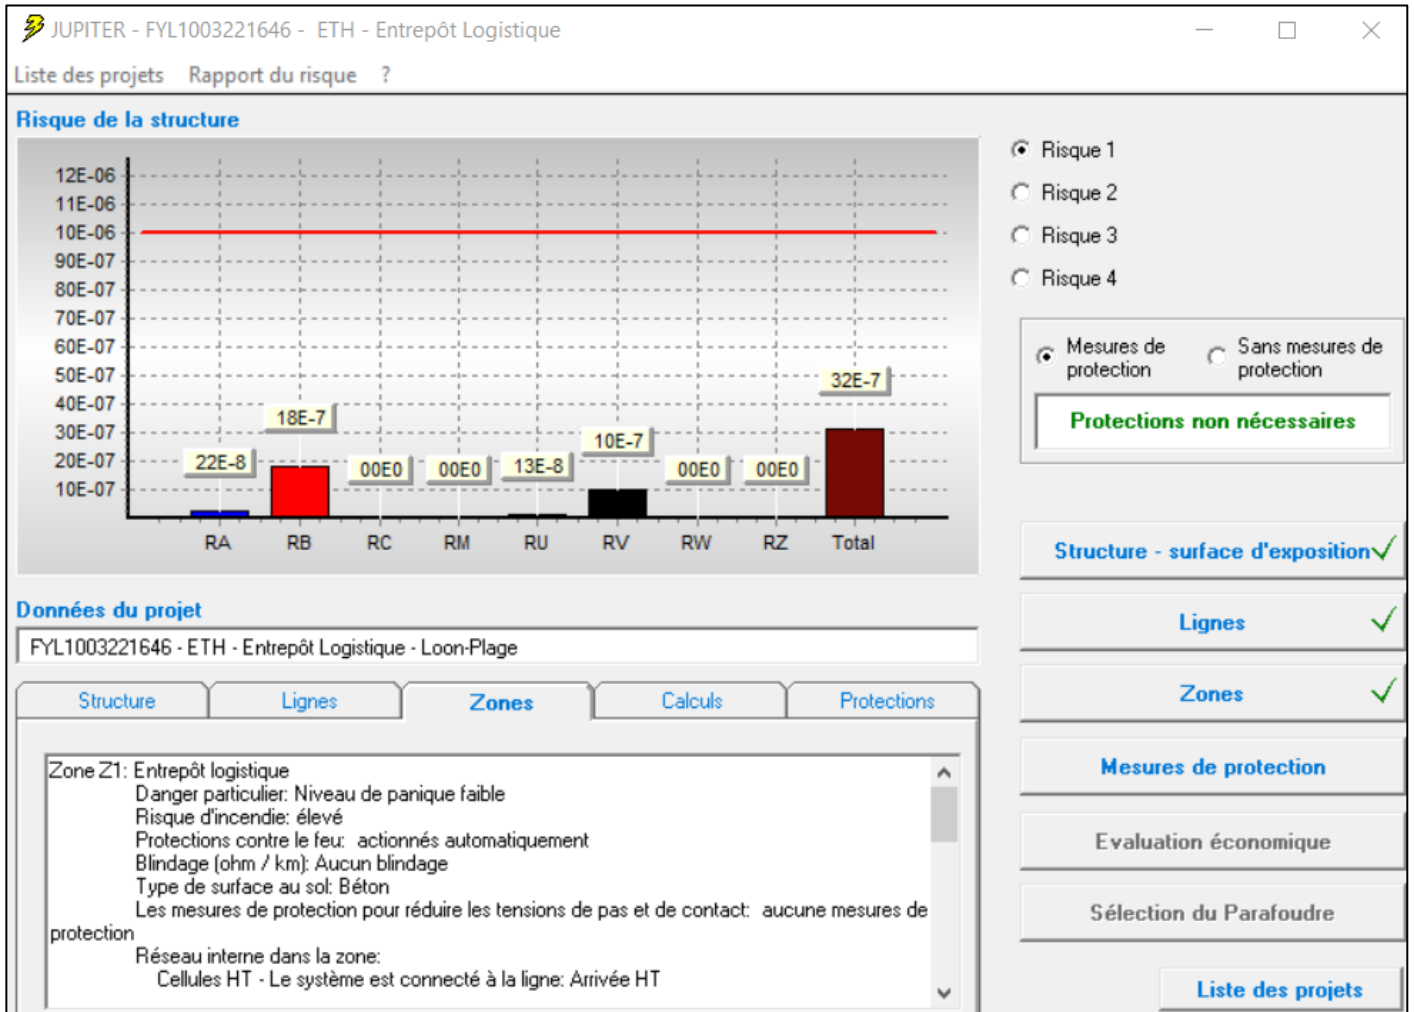 JUPITER - FYL1003221646 - ETH - Entrepôt Logistique
Liste des projets Rapport du risque ?
Risque de la structure
12E-06
11E-06
10E-06
90E-07
80E-07
70E-07
60E-07
50E-07
40E-07
30E-07
20E-07
10E-07
22E-8
18E-7
00E0
00E0
13E-8
10E-7
00E0
00E0
32E-7
RA RB RC RM RU RV RW RZ Total
Risque 1
Risque 2
Risque 3
Risque 4
Mesures de protection
Sans mesures de protection
Protections non nécessaires
Structure - surface d'exposition
Lignes
Zones
Mesures de protection
Evaluation économique
Sélection du Parafoudre
Liste des projets
Données du projet
FYL1003221646 - ETH - Entrepôt Logistique - Loon-Plage
Structure Lignes Zones Calculs Protections
Zone Z1: Entrepôt logistique
Danger particulier: Niveau de panique faible
Risque d'incendie: élevé
Protections contre le feu: actionnés automatiquement
Blindage (ohm / km): Aucun blindage
Type de surface au sol: Béton
Les mesures de protection pour réduire les tensions de pas et de contact: aucune mesures de
protection
Réseau interne dans la zone:
Cellules HT - Le système est connecté à la ligne: Arrivée HT